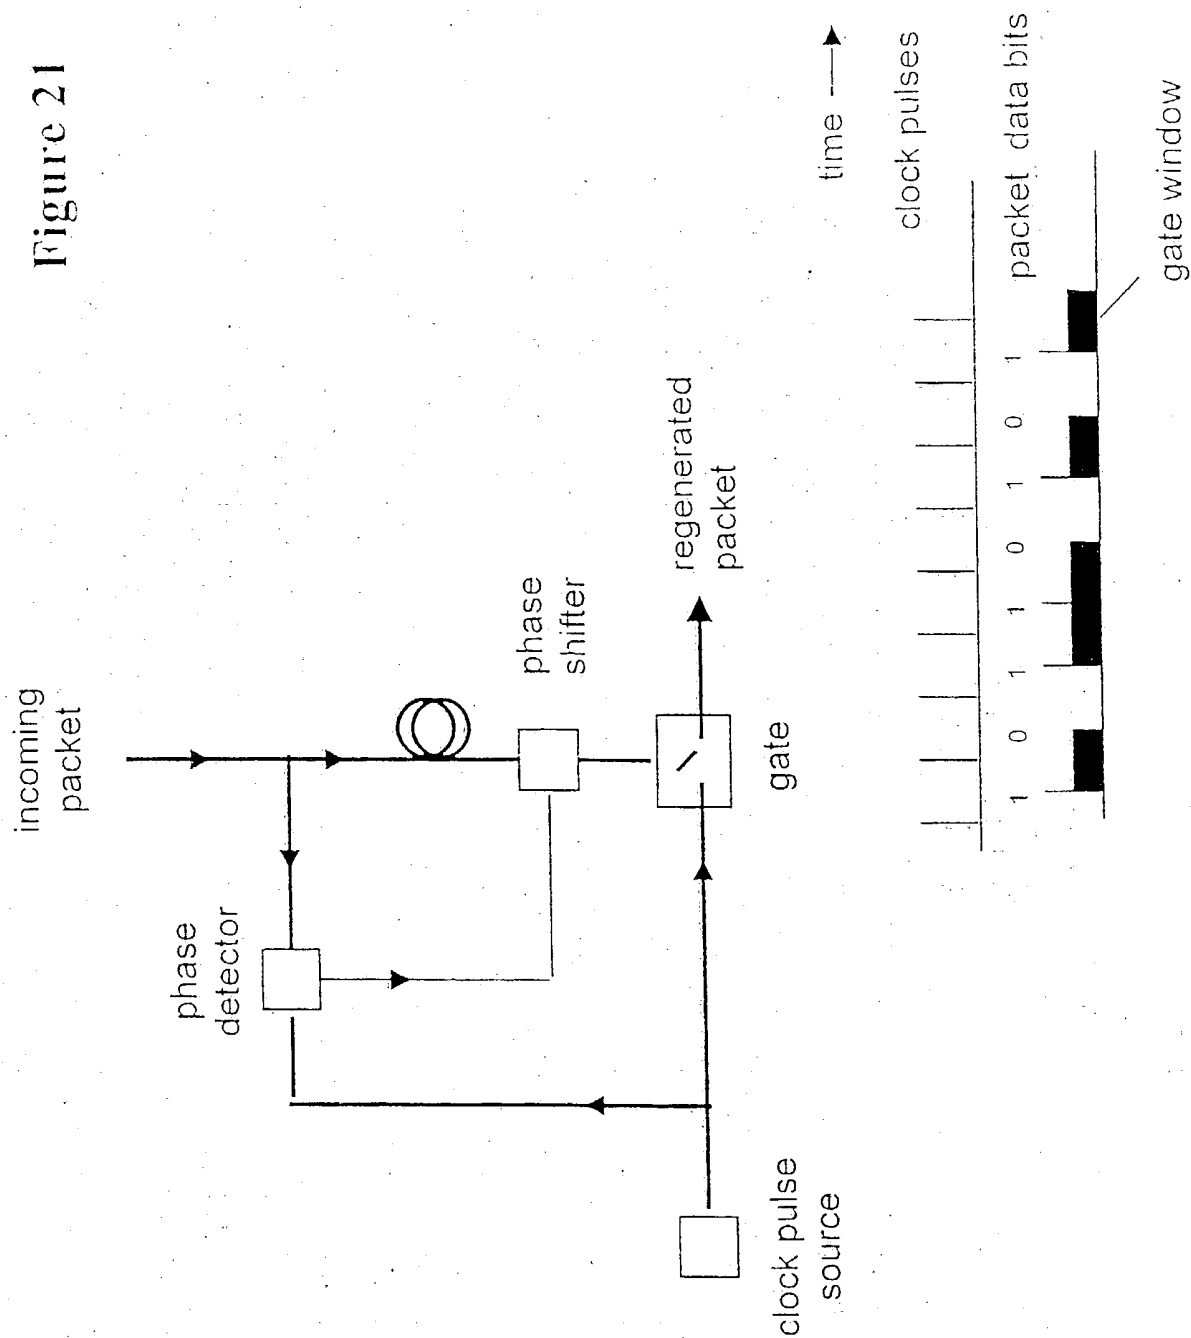 Figure 21
incoming
packet
phase
detector
phase
shifter
clock pulse
source
gate
regenerated
packet
time
clock pulses
1 0 1 1 0 1 0 1 packet data bits
gate window